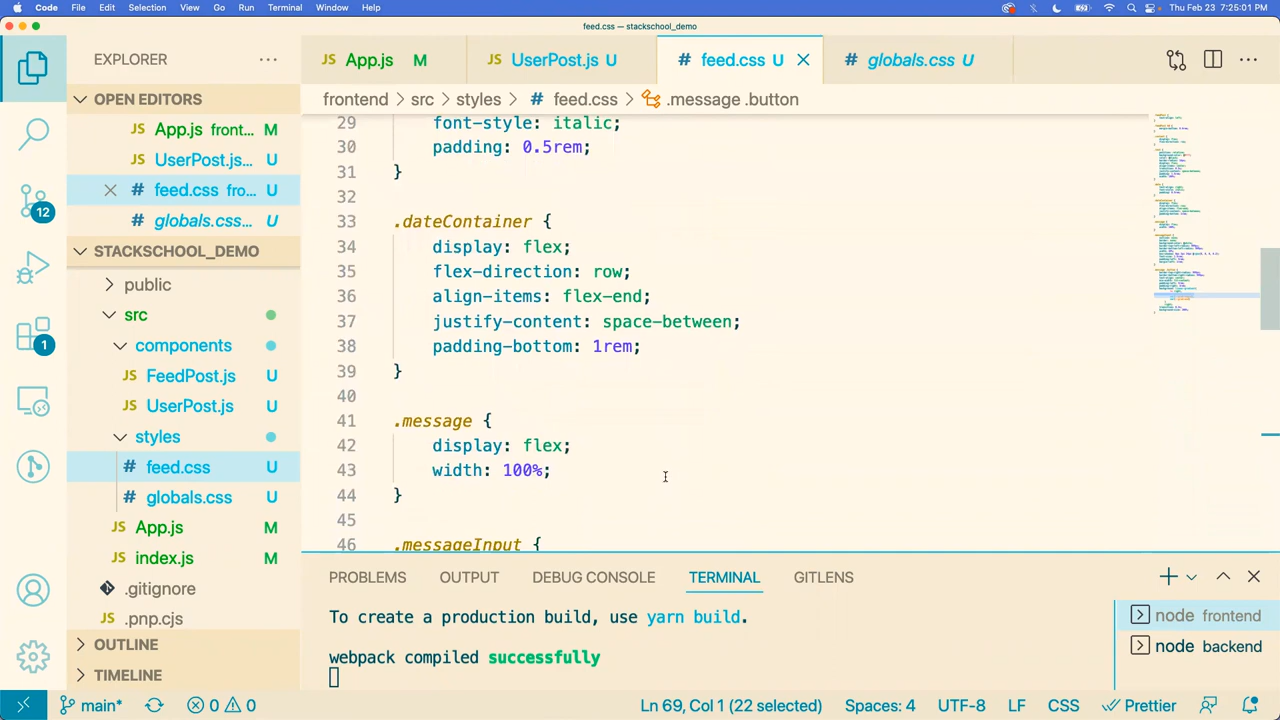 Code File Edit Selection View Go Run Terminal Window Help Thu Feb 23 7:25:01 PM
feed.css — stackschool_demo
EXPLORER
JS App.js M
JS UserPost.js U
# feed.css U
# globals.css U
OPEN EDITORS
frontend > src > styles > # feed.css > .message .button
JS App.js front... M
JS UserPost.js... U
# feed.css fro... U
# globals.css... U
STACKSCHOOL_DEMO
public
src
components
JS FeedPost.js U
JS UserPost.js U
styles
# feed.css U
# globals.css U
JS App.js M
JS index.js M
.gitignore
.pnp.cjs
OUTLINE
TIMELINE
12
1
29 font-style: italic;
30 padding: 0.5rem;
31 }
32
33 .dateContainer {
34 display: flex;
35 flex-direction: row;
36 align-items: flex-end;
37 justify-content: space-between;
38 padding-bottom: 1rem;
39 }
40
41 .message {
42 display: flex;
43 width: 100%;
44 }
45
46 .messageInput {
PROBLEMS OUTPUT DEBUG CONSOLE TERMINAL GITLENS
To create a production build, use yarn build.
webpack compiled successfully
node frontend
node backend
main* 0 0 Ln 69, Col 1 (22 selected) Spaces: 4 UTF-8 LF CSS Prettier